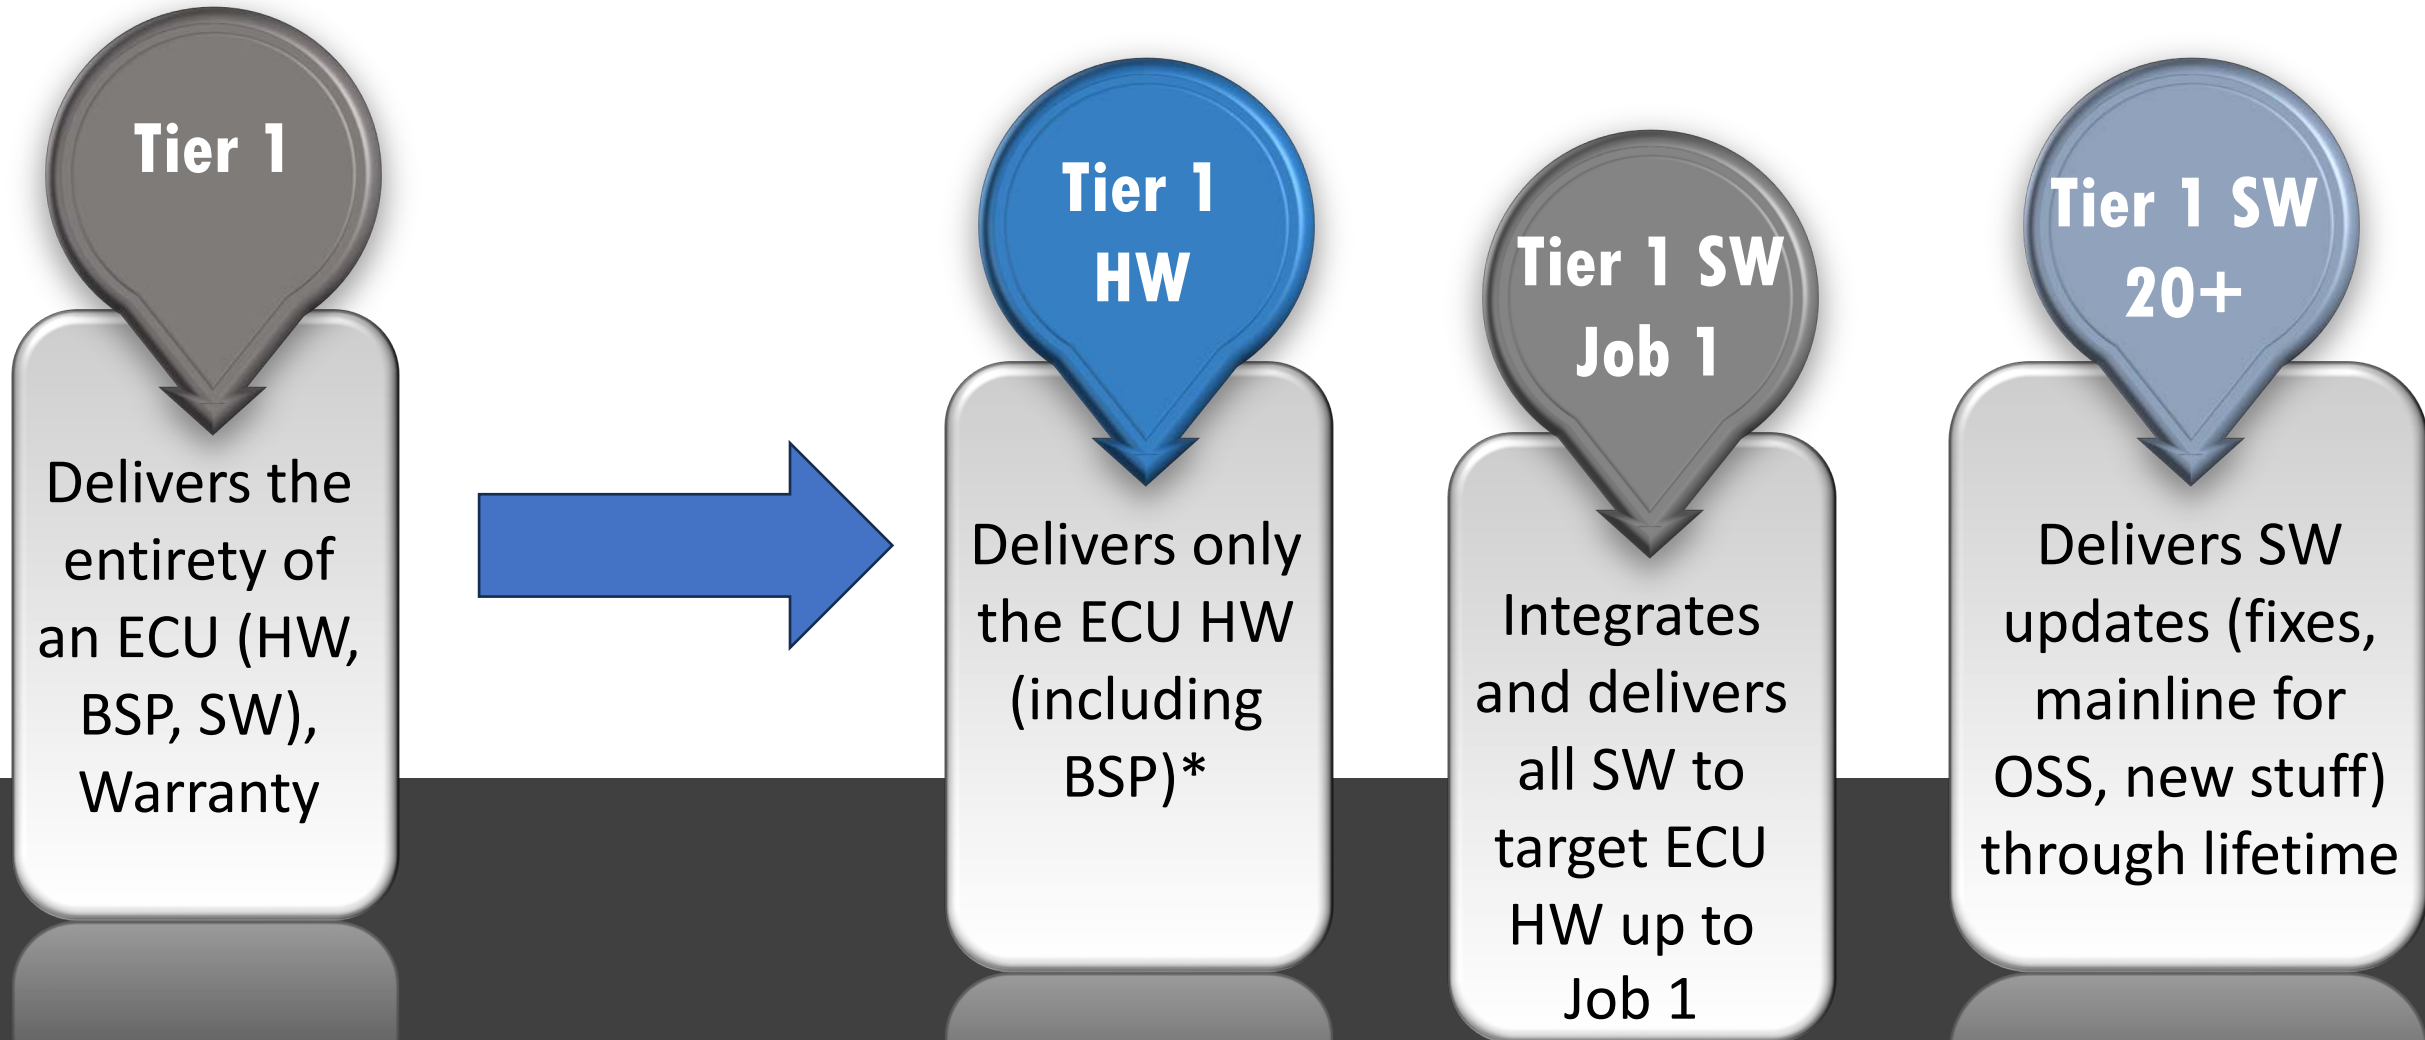 Tier 1
Delivers the
entirety of
an ECU (HW,
BSP, SW),
Warranty
Tier 1
HW
Delivers only
the ECU HW
(including
BSP)*
Tier 1 SW
Job 1
Integrates
and delivers
all SW to
target ECU
HW up to
Job 1
Tier 1 SW
20+
Delivers SW
updates (fixes,
mainline for
OSS, new stuff)
through lifetime